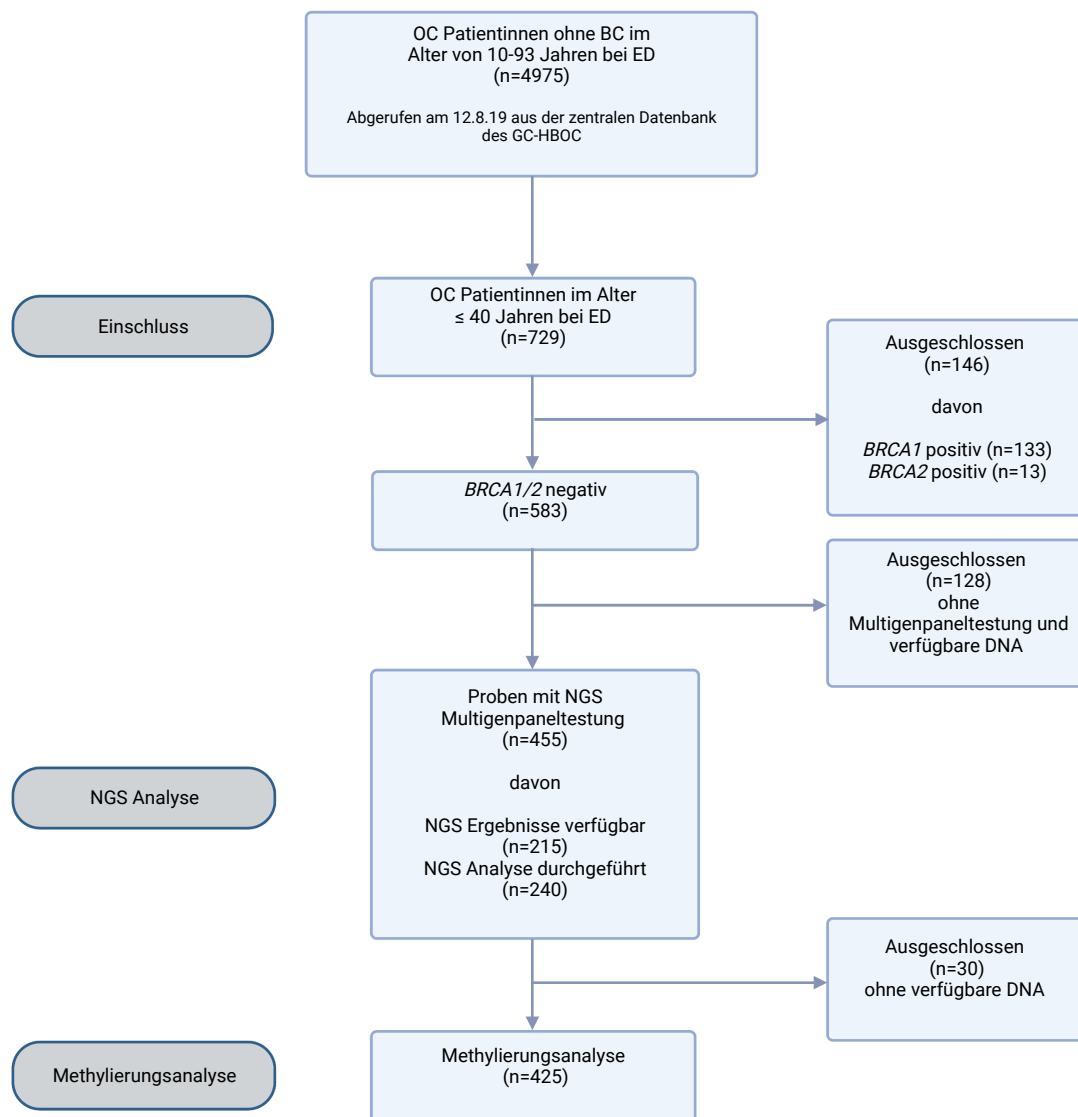 OC Patientinnen ohne BC im
Alter von 10-93 Jahren bei ED
(n=4975)
Abgerufen am 12.8.19 aus der zentralen Datenbank
des GC-HBOC
Einschluss
OC Patientinnen im Alter
≤ 40 Jahren bei ED
(n=729)
Ausgeschlossen
(n=146)
davon
BRCA1 positiv (n=133)
BRCA2 positiv (n=13)
BRCA1/2 negativ
(n=583)
Ausgeschlossen
(n=128)
ohne
Multigenpaneltestung und
verfügbare DNA
NGS Analyse
Proben mit NGS
Multigenpaneltestung
(n=455)
davon
NGS Ergebnisse verfügbar
(n=215)
NGS Analyse durchgeführt
(n=240)
Ausgeschlossen
(n=30)
ohne verfügbare DNA
Methylierungsanalyse
Methylierungsanalyse
(n=425)